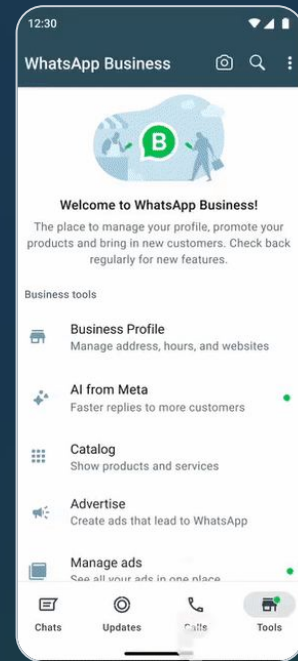 12:30
WhatsApp Business
B
Welcome to WhatsApp Business!
The place to manage your profile, promote your
products and bring in new customers. Check back
regularly for new features.
Business tools
Business Profile
Manage address, hours, and websites
AI from Meta
Faster replies to more customers
Catalog
Show products and services
Advertise
Create ads that lead to WhatsApp
Manage ads
See all your ads in one place
Chats
Updates
Calls
Tools